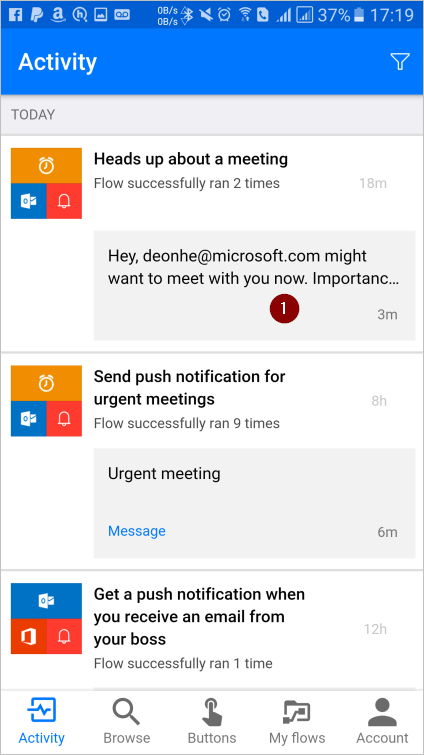 0B/s
0B/s
37% 17:19
Activity
TODAY
Heads up about a meeting
Flow successfully ran 2 times
18m
Hey, deonhe@microsoft.com might
want to meet with you now. Importanc...
1
3m
Send push notification for
urgent meetings
8h
Flow successfully ran 9 times
Urgent meeting
Message
6m
Get a push notification when
you receive an email from
your boss
12h
Flow successfully ran 1 time
Activity
Browse
Buttons
My flows
Account